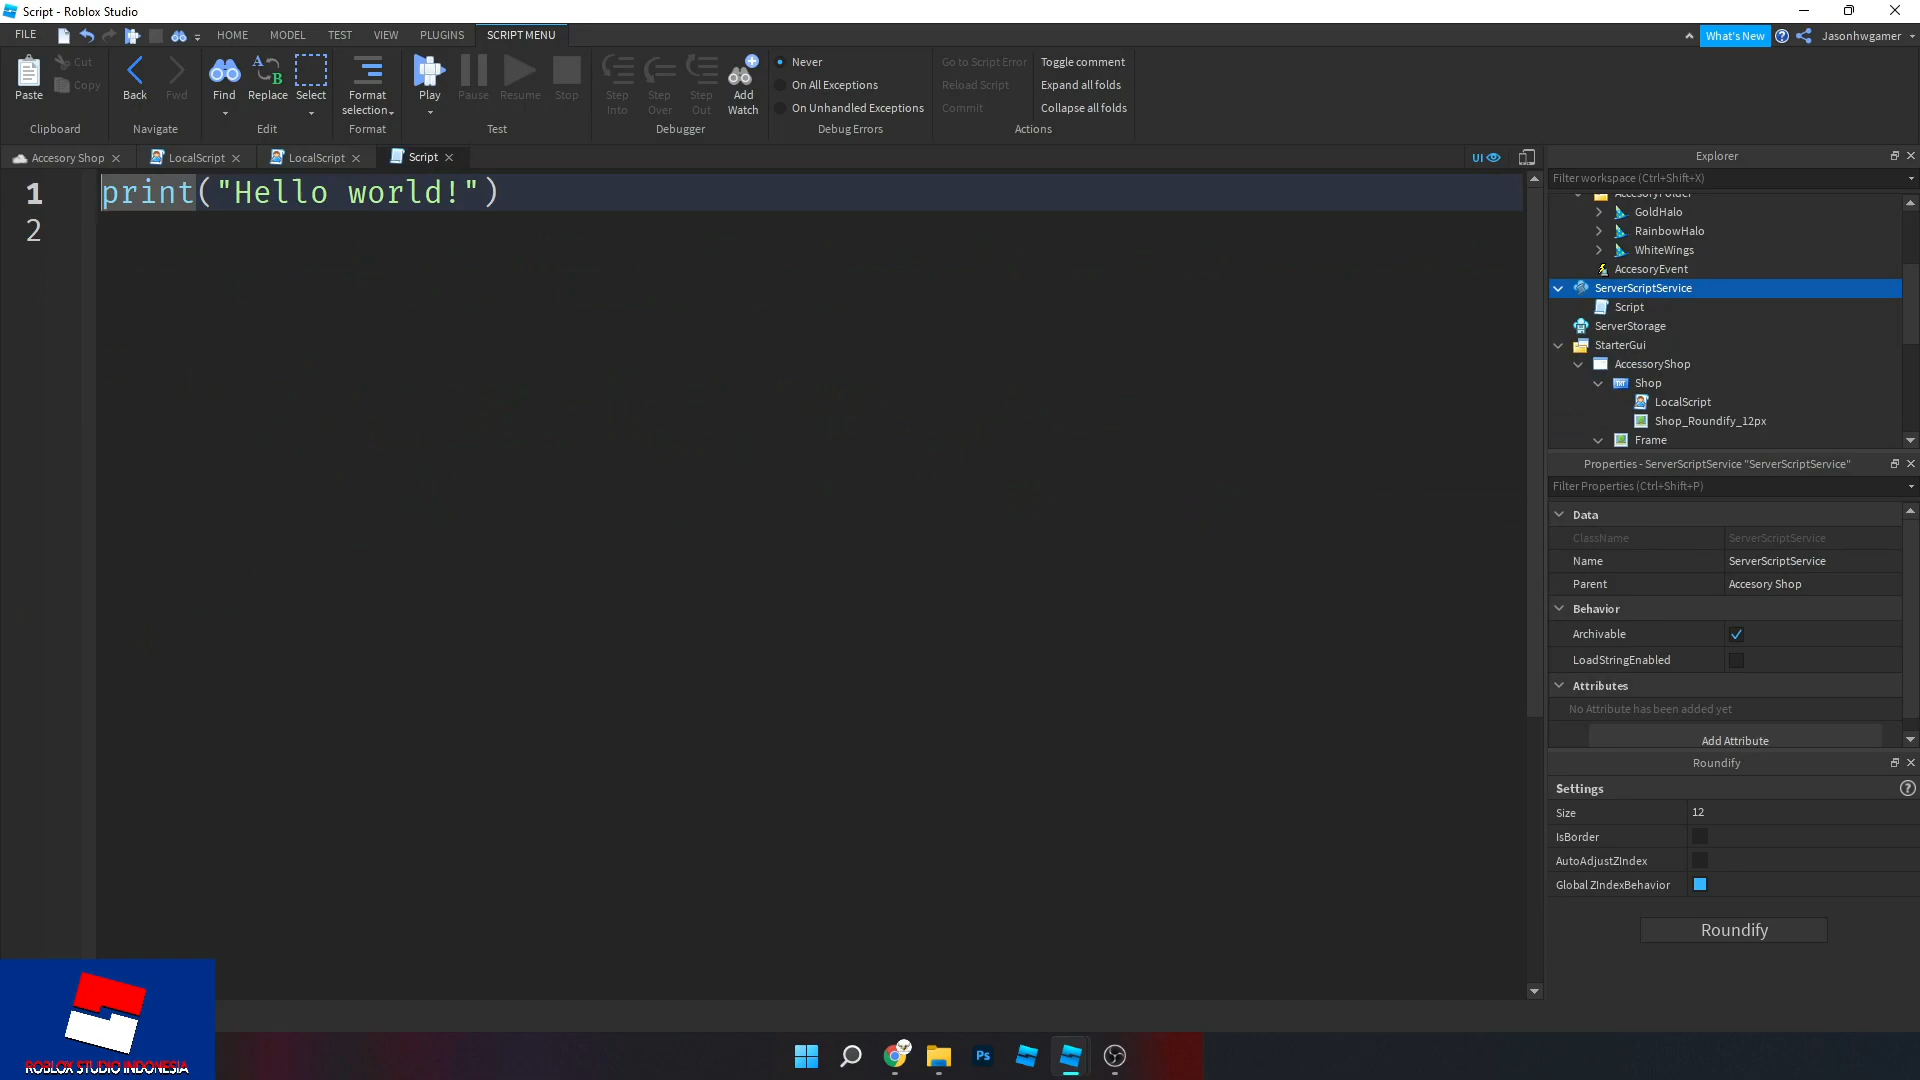 Script - Roblox Studio
FILE
HOME
MODEL
TEST
VIEW
PLUGINS
SCRIPT MENU
What's New
Jasonhwgamer
Paste
Cut
Copy
Clipboard
Back
Fwd
Navigate
Find
Replace
Select
Edit
Format
selection
Format
Play
Pause
Resume
Stop
Test
Step
Into
Step
Over
Step
Out
Add
Watch
Debugger
Never
On All Exceptions
On Unhandled Exceptions
Debug Errors
Go to Script Error
Reload Script
Commit
Toggle comment
Expand all folds
Collapse all folds
Actions
Accesory Shop
LocalScript
LocalScript
Script
UI
1 print("Hello world!")
2
Explorer
Filter workspace (Ctrl+Shift+X)
AccesoryFolder
GoldHalo
RainbowHalo
WhiteWings
AccesoryEvent
ServerScriptService
Script
ServerStorage
StarterGui
AccessoryShop
Shop
LocalScript
Shop_Roundify_12px
Frame
Properties - ServerScriptService "ServerScriptService"
Filter Properties (Ctrl+Shift+P)
Data
ClassName ServerScriptService
Name ServerScriptService
Parent Accesory Shop
Behavior
Archivable
LoadStringEnabled
Attributes
No Attribute has been added yet
Add Attribute
Roundify
Settings
Size 12
IsBorder
AutoAdjustZIndex
Global ZIndexBehavior
Roundify
ROBLOX STUDIO INDONESIA
Ps